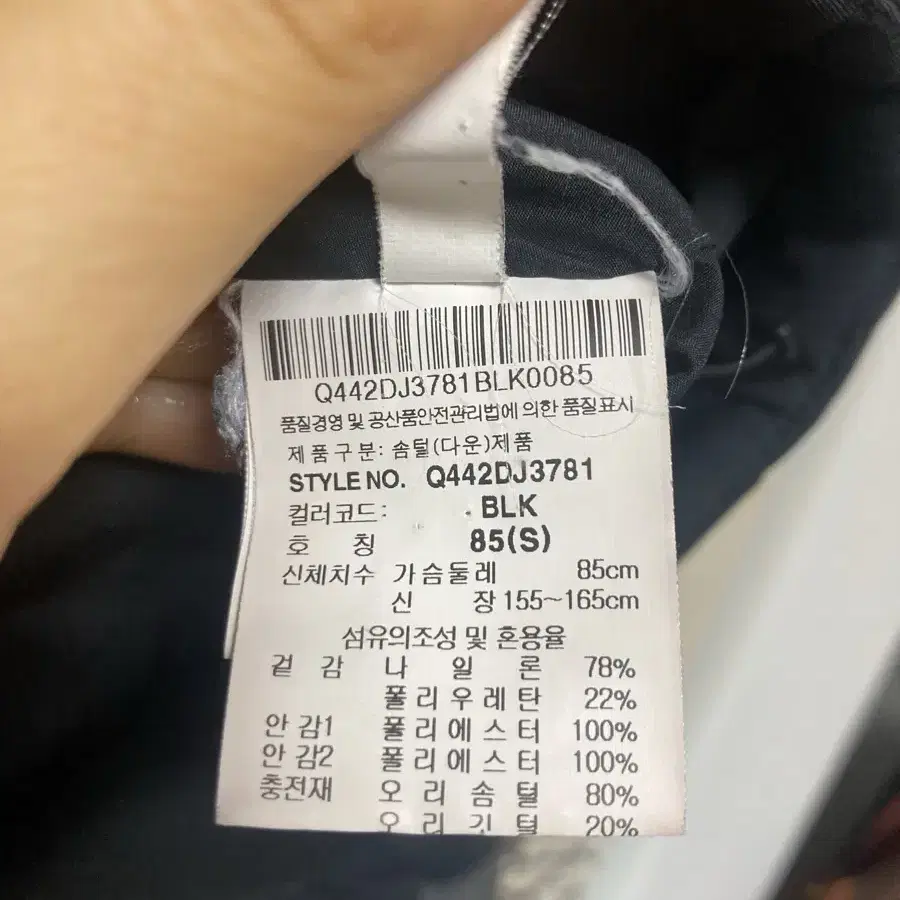 Q442DJ3781BLK0085
품질경영 및 공산품안전관리법에 의한 품질표시
제품구분: 솜털(다운)제품
STYLE NO. Q442DJ3781
컬러코드: BLK
호 칭 85(S)
신체치수 가슴둘레 85cm
신 장 155~165cm
섬유의조성 및 혼용율
겉 감 나 일 론 78%
폴리우레탄 22%
안 감1 폴리에스터 100%
안 감2 폴리에스터 100%
충전재 오 리 솜 털 80%
오 리 깃 털 20%